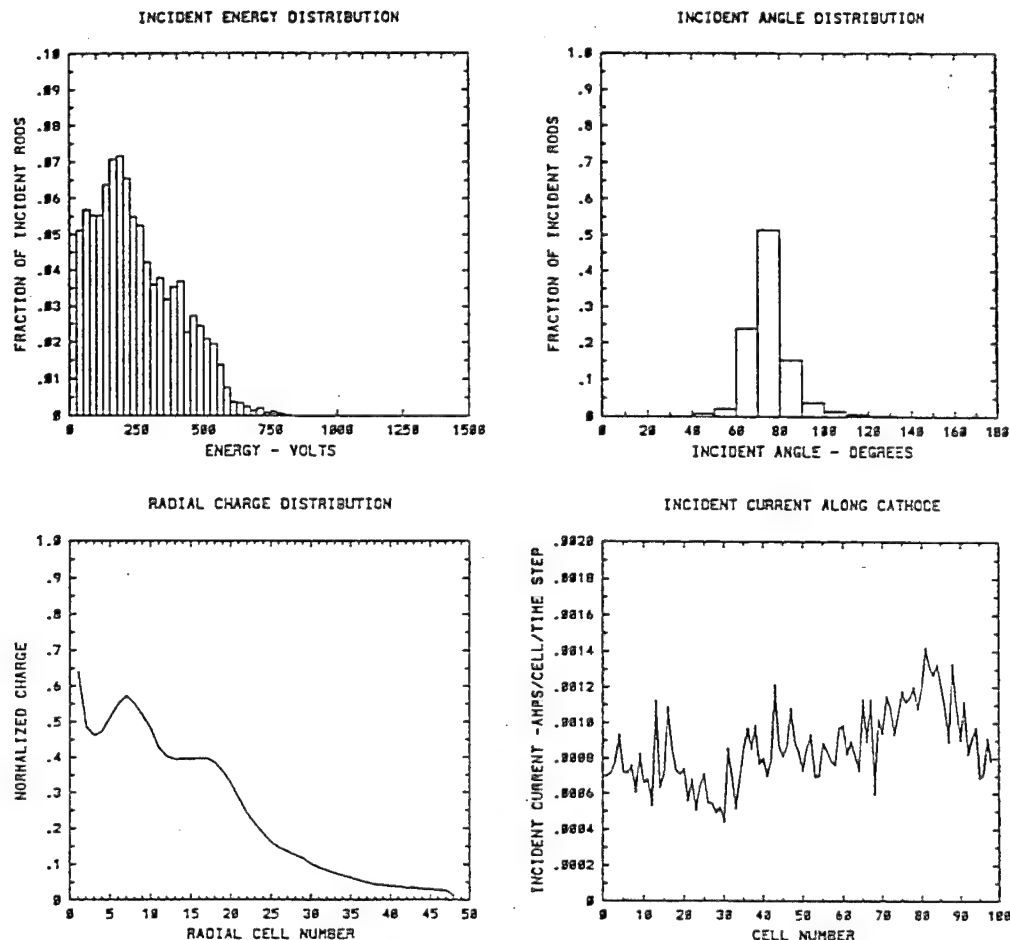 INCIDENT ENERGY DISTRIBUTION
FRACTION OF INCIDENT RODS
.10
.09
.08
.07
.06
.05
.04
.03
.02
.01
0
0 250 500 750 1000 1250 1500
ENERGY - VOLTS
INCIDENT ANGLE DISTRIBUTION
FRACTION OF INCIDENT RODS
1.0
.9
.8
.7
.6
.5
.4
.3
.2
.1
0
0 20 40 60 80 100 120 140 160 180
INCIDENT ANGLE - DEGREES
RADIAL CHARGE DISTRIBUTION
NORMALIZED CHARGE
1.0
.9
.8
.7
.6
.5
.4
.3
.2
.1
0
0 5 10 15 20 25 30 35 40 45 50
RADIAL CELL NUMBER
INCIDENT CURRENT ALONG CATHODE
INCIDENT CURRENT -AMPS/CELL/TIME STEP
.0020
.0018
.0016
.0014
.0012
.0010
.0008
.0006
.0004
.0002
0
0 10 20 30 40 50 60 70 80 90 100
CELL NUMBER